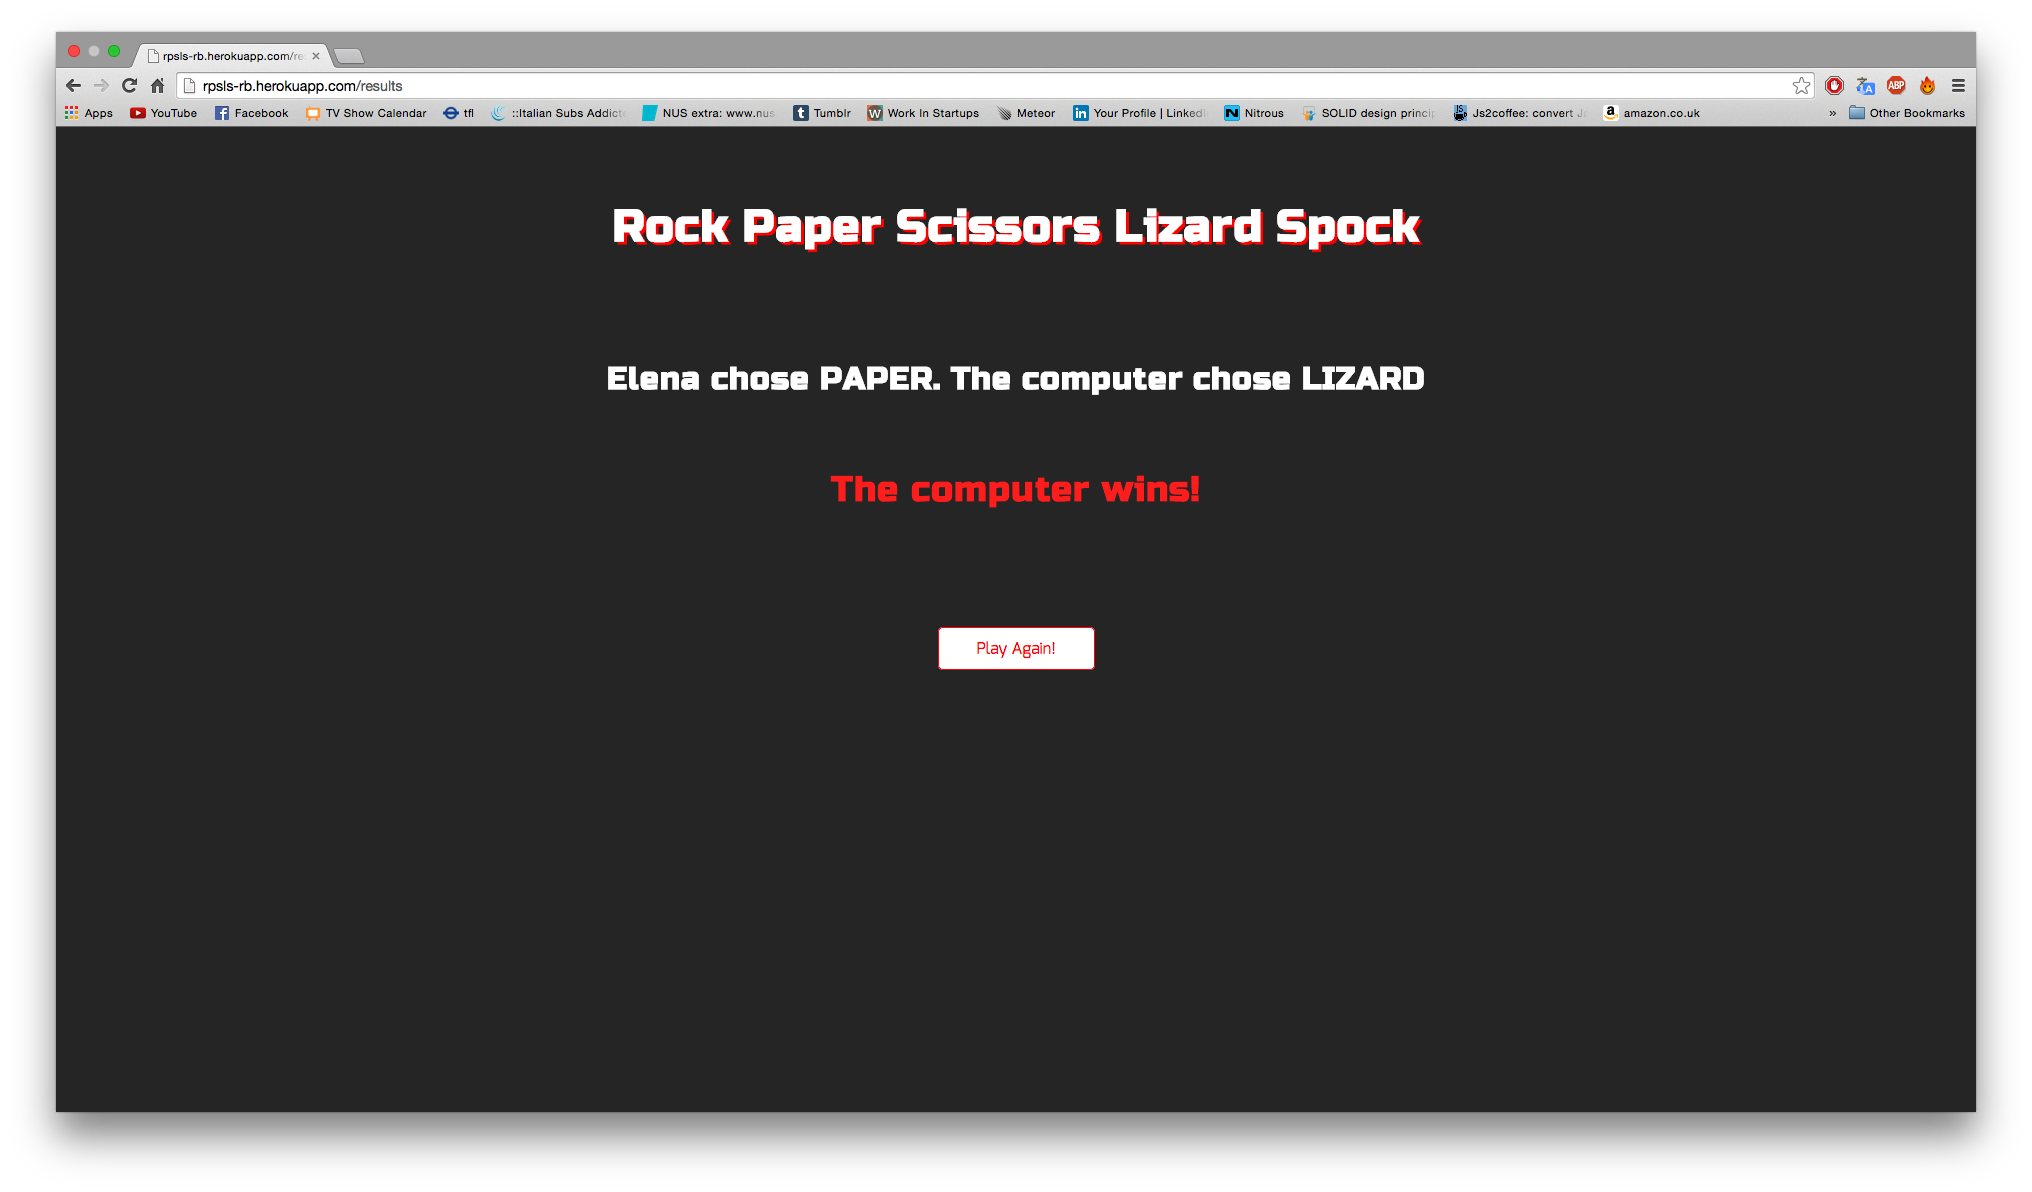 rpsls-rb.herokuapp.com/re
rpsls-rb.herokuapp.com/results
Apps YouTube Facebook TV Show Calendar tfl ::Italian Subs Addict NUS extra: www.nus Tumblr Work In Startups Meteor Your Profile | LinkedI Nitrous SOLID design princip Js2coffee: convert J amazon.co.uk » Other Bookmarks
Rock Paper Scissors Lizard Spock
Elena chose PAPER. The computer chose LIZARD
The computer wins!
Play Again!